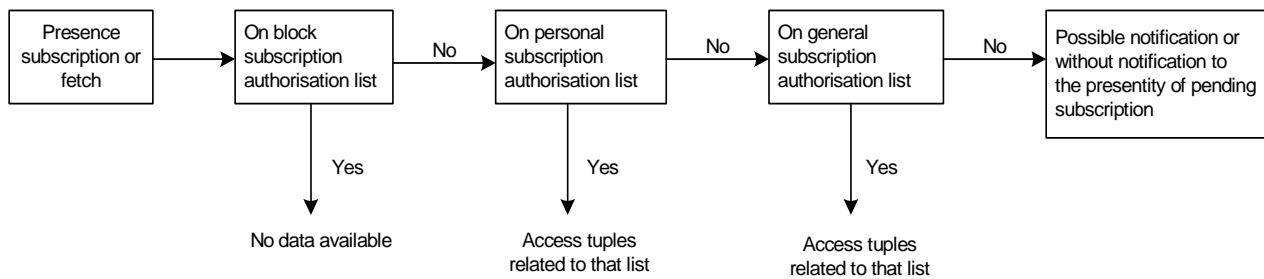 Presence
subscription or
fetch
On block
subscription
authorisation list
No
On personal
subscription
authorisation list
No
On general
subscription
authorisation list
No
Possible notification or
without notification to
the presentity of pending
subscription
Yes
Yes
Yes
No data available
Access tuples
related to that list
Access tuples
related to that list